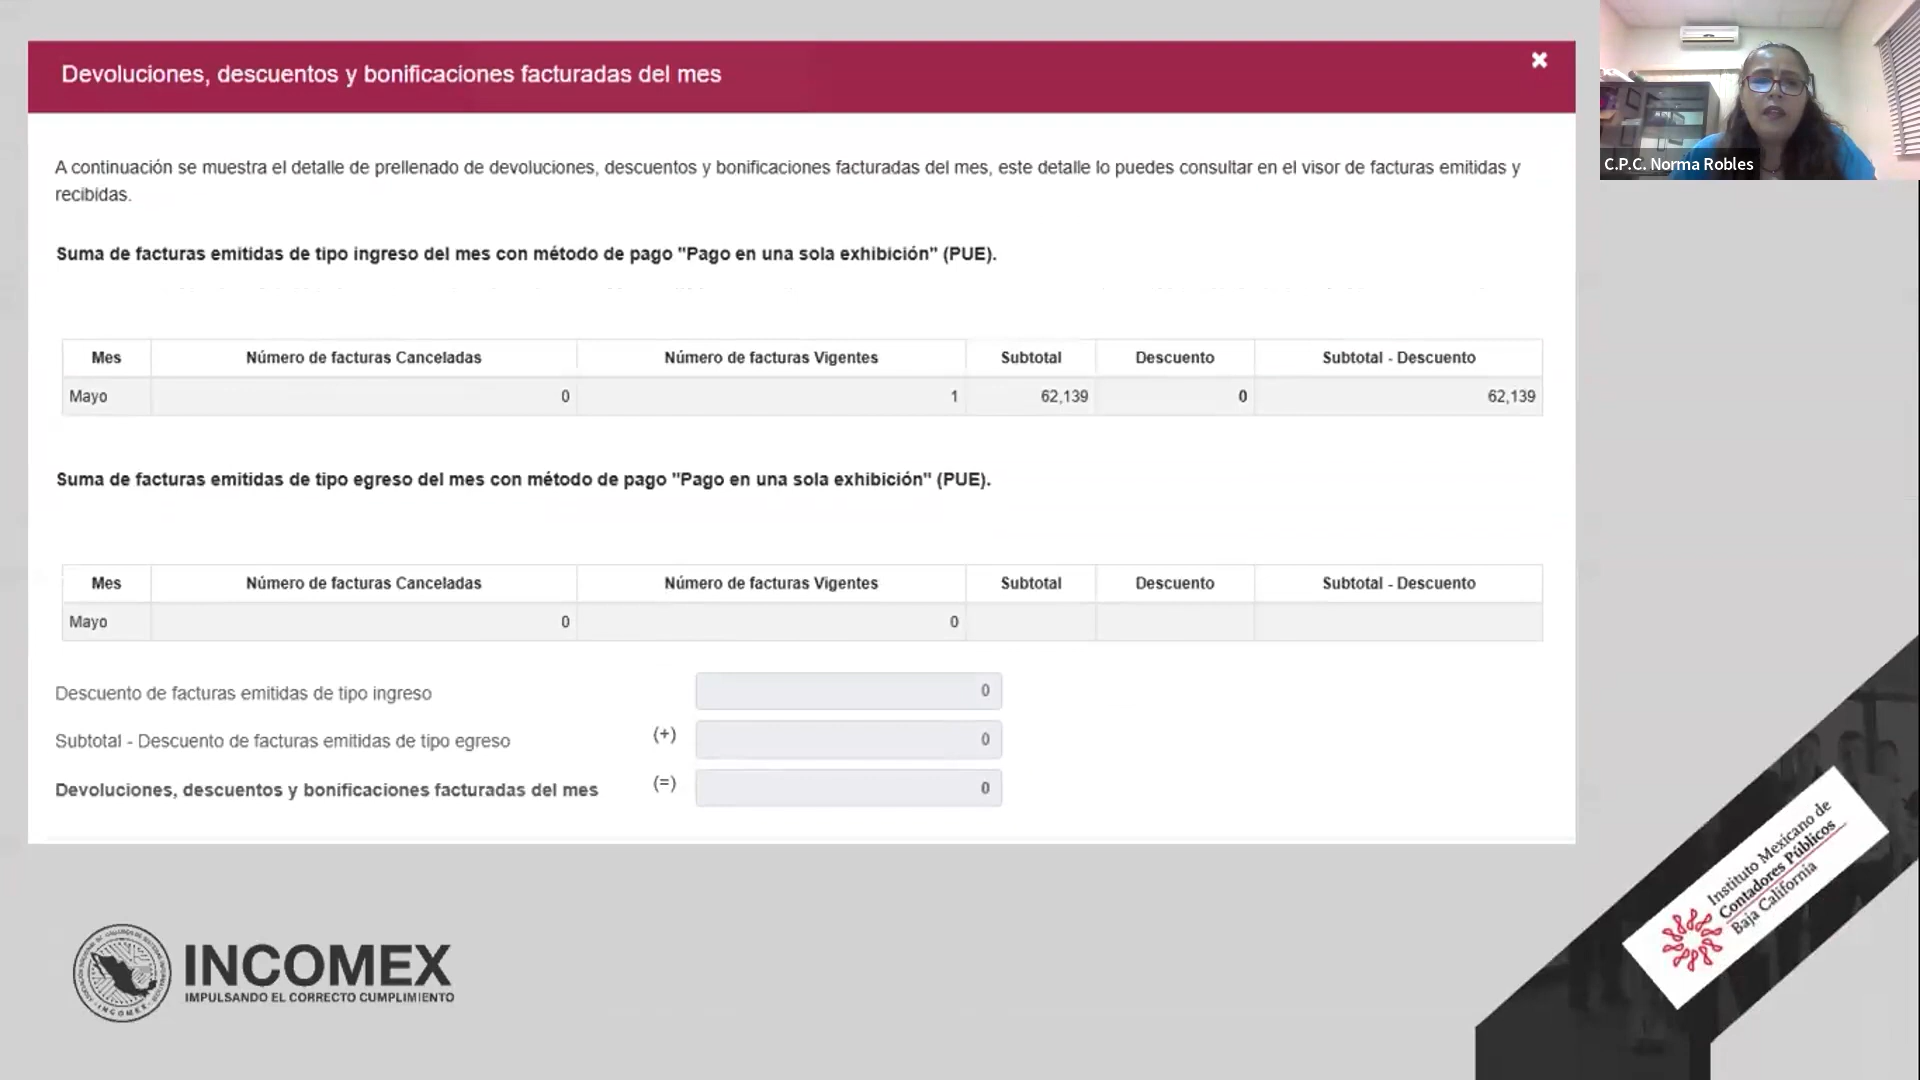 Devoluciones, descuentos y bonificaciones facturadas del mes
A continuación se muestra el detalle de prellenado de devoluciones, descuentos y bonificaciones facturadas del mes, este detalle lo puedes consultar en el visor de facturas emitidas y
recibidas.
Suma de facturas emitidas de tipo ingreso del mes con método de pago "Pago en una sola exhibición" (PUE).
Mes Número de facturas Canceladas Número de facturas Vigentes Subtotal Descuento Subtotal - Descuento
Mayo 0 1 62,139 0 62,139
Suma de facturas emitidas de tipo egreso del mes con método de pago "Pago en una sola exhibición" (PUE).
Mes Número de facturas Canceladas Número de facturas Vigentes Subtotal Descuento Subtotal - Descuento
Mayo 0 0
Descuento de facturas emitidas de tipo ingreso 0
Subtotal - Descuento de facturas emitidas de tipo egreso (+) 0
Devoluciones, descuentos y bonificaciones facturadas del mes (=) 0
C.P.C. Norma Robles
INCOMEX
IMPULSANDO EL CORRECTO CUMPLIMIENTO
INCOMEX
Instituto Mexicano de
Contadores Públicos
Baja California